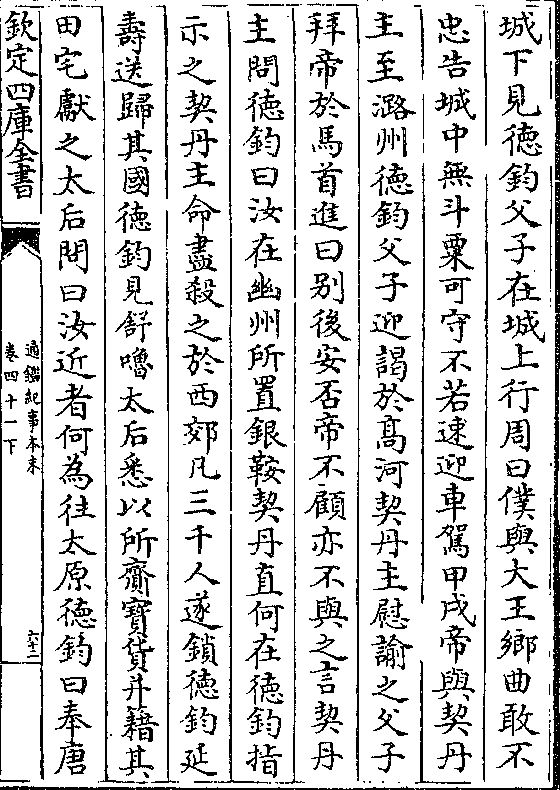 城下見徳鈞父子在城上行周曰僕與大王鄉曲敢不
忠告城中無斗粟可守不若速迎車駕甲戌帝與契丹
主至潞州徳鈞父子迎謁於髙河契丹主慰諭之父子
拜帝於馬首進曰别後安否帝不顧亦不與之言契丹
主問徳鈞曰汝在幽州所置銀鞍契丹直何在徳鈞指
示之契丹主命盡殺之於西郊凡三千人遂鎖徳鈞延
壽送歸其國徳鈞見舒嚕太后悉以所齎寶貨并籍其
田宅獻之太后問曰汝近者何為往太原徳鈞曰奉唐
欽定四庫全書
通鑑紀事本末
卷四十一下
六十二